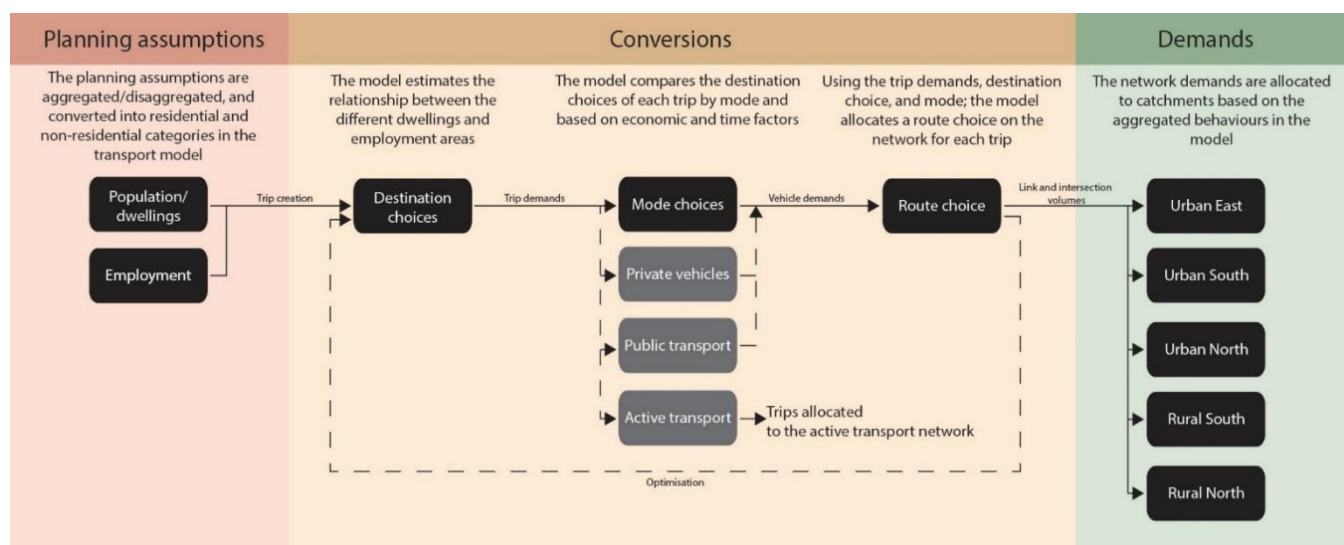 Planning assumptions
The planning assumptions are
aggregated/disaggregated, and
converted into residential and
non-residential categories in the
transport model
Population/
dwellings
Employment
Trip creation
Conversions
The model estimates the
relationship between the
different dwellings and
employment areas
Destination
choices
Trip demands
The model compares the destination
choices of each trip by mode and
based on economic and time factors
Mode choices
Private vehicles
Public transport
Active transport
Vehicle demands
Trips allocated
to the active transport network
Using the trip demands, destination
choice, and mode; the model
allocates a route choice on the
network for each trip
Route choice
Link and intersection
volumes
Optimisation
Demands
The network demands are allocated
to catchments based on the
aggregated behaviours in the
model
Urban East
Urban South
Urban North
Rural South
Rural North